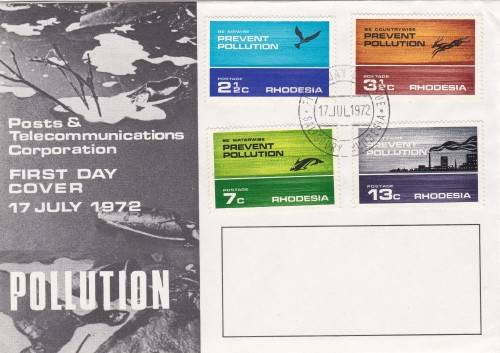 Posts &
Telecommunications
Corporation
FIRST DAY
COVER
17 JULY 1972
POLLUTION
BE AIRWISE
PREVENT
POLLUTION
POSTAGE
2½c RHODESIA
BE COUNTRYWISE
PREVENT
POLLUTION
POSTAGE
3½c RHODESIA
17 JUL 1972
BE WATERWISE
PREVENT
POLLUTION
POSTAGE
7c RHODESIA
PREVENT
POLLUTION
POSTAGE
13c RHODESIA